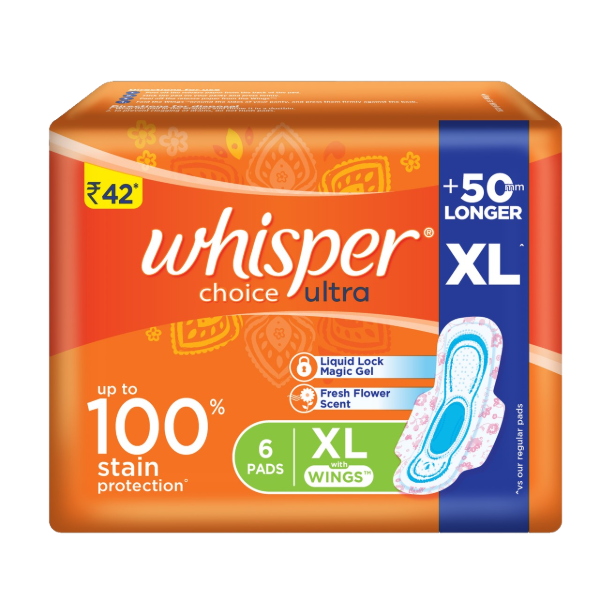 ₹42*
whisper®
choice ultra
+50mm
LONGER
XL^
Liquid Lock
Magic Gel
Fresh Flower
Scent
up to
100%
stain
protection°
6
PADS
XL
with
WINGS™
^vs our regular pads